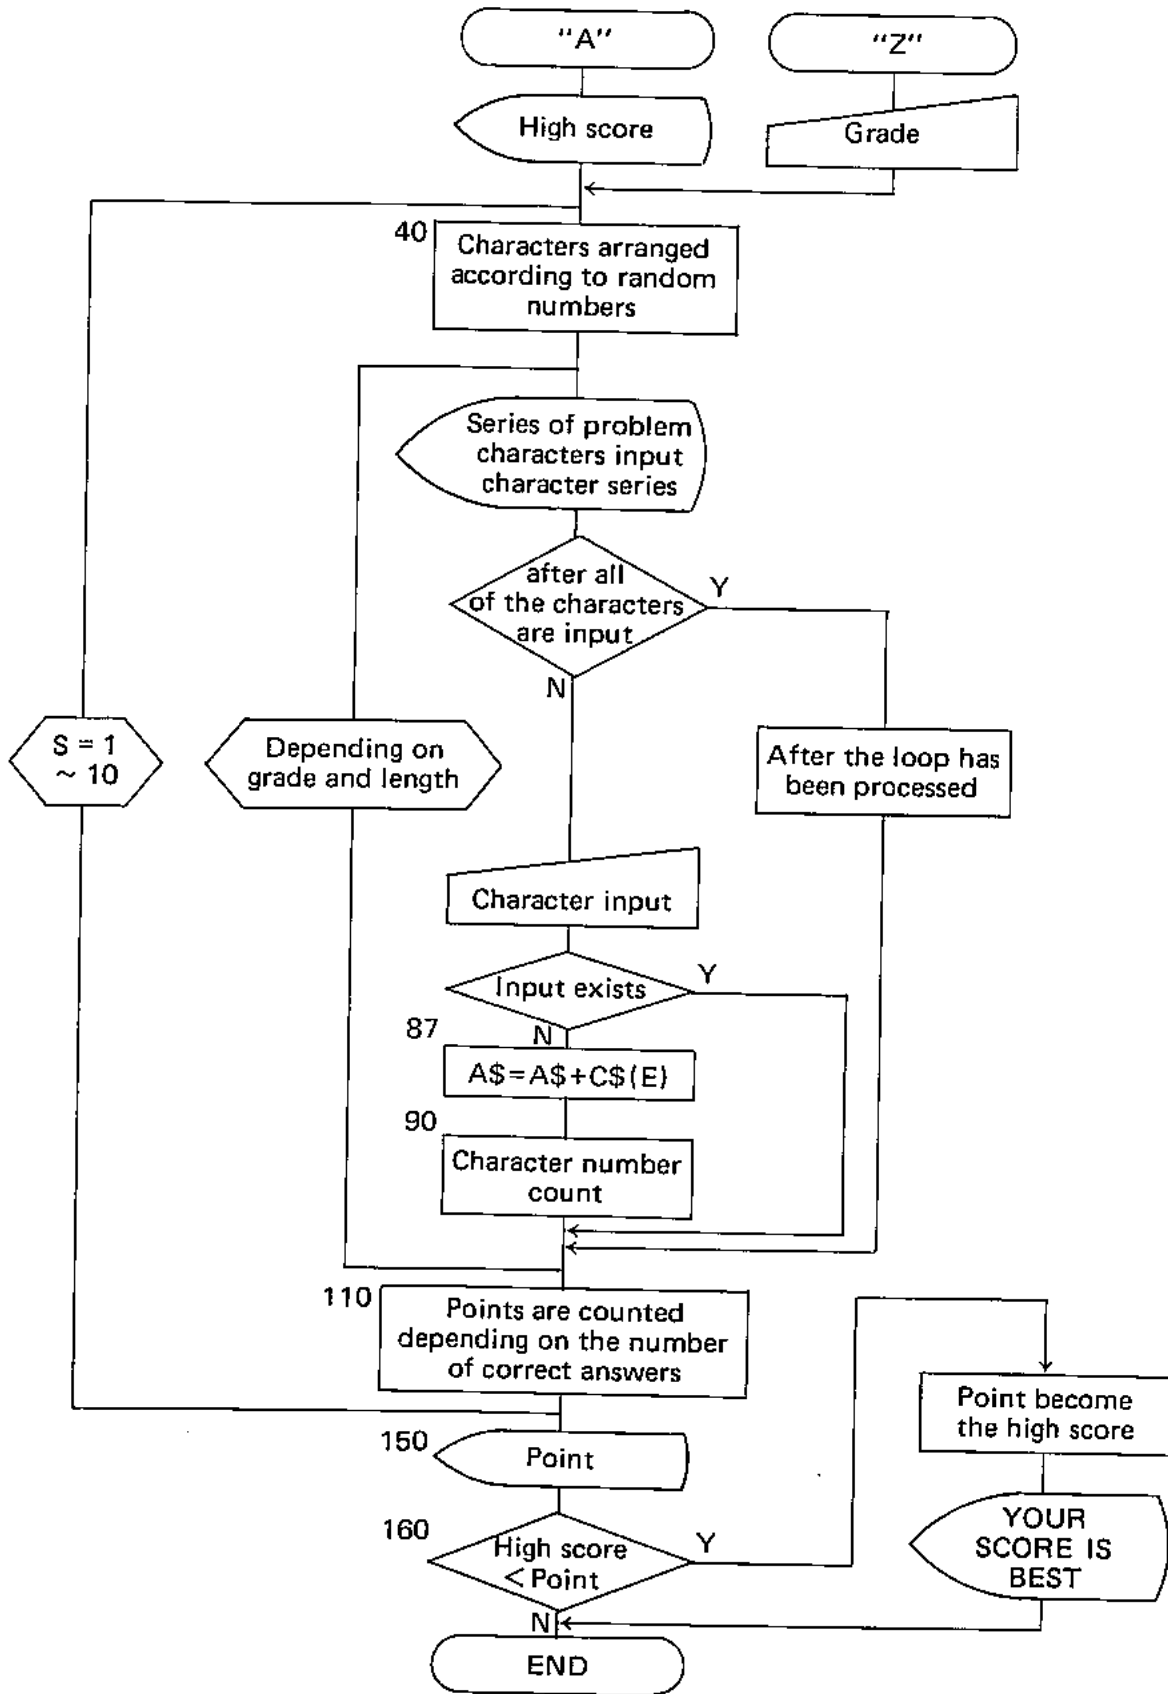 "A"
"Z"
High score
Grade
40
Characters arranged
according to random
numbers
Series of problem
characters input
character series
after all
of the characters
are input
Y
N
S = 1
~ 10
Depending on
grade and length
After the loop has
been processed
Character input
Input exists
Y
N
87
A$=A$+C$(E)
90
Character number
count
110
Points are counted
depending on the number
of correct answers
Point become
the high score
150
Point
160
High score
< Point
Y
N
YOUR
SCORE IS
BEST
END